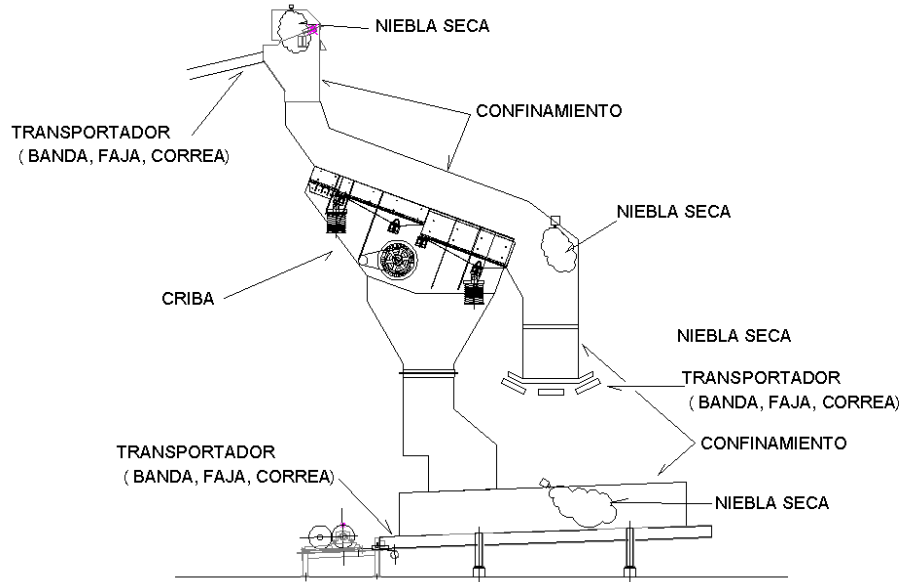 NIEBLA SECA
CONFINAMIENTO
TRANSPORTADOR
( BANDA, FAJA, CORREA)
NIEBLA SECA
CRIBA
NIEBLA SECA
TRANSPORTADOR
( BANDA, FAJA, CORREA)
CONFINAMIENTO
TRANSPORTADOR
( BANDA, FAJA, CORREA)
NIEBLA SECA